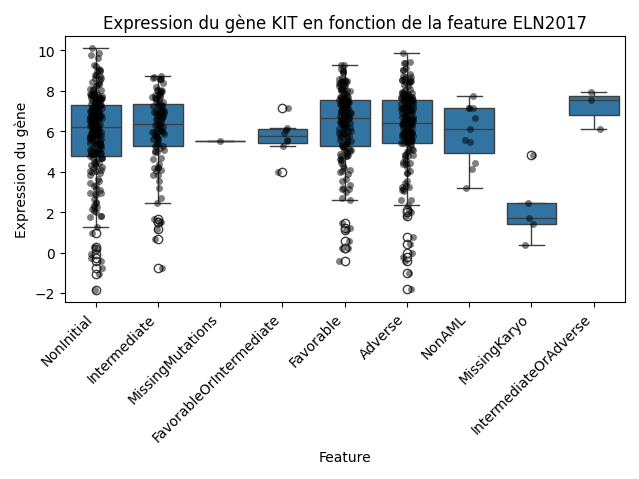 Expression du gène KIT en fonction de la feature ELN2017
Expression du gène
10
8
6
4
2
0
−2
NonInitial
Intermediate
MissingMutations
FavorableOrIntermediate
Favorable
Adverse
NonAML
MissingKaryo
IntermediateOrAdverse
Feature